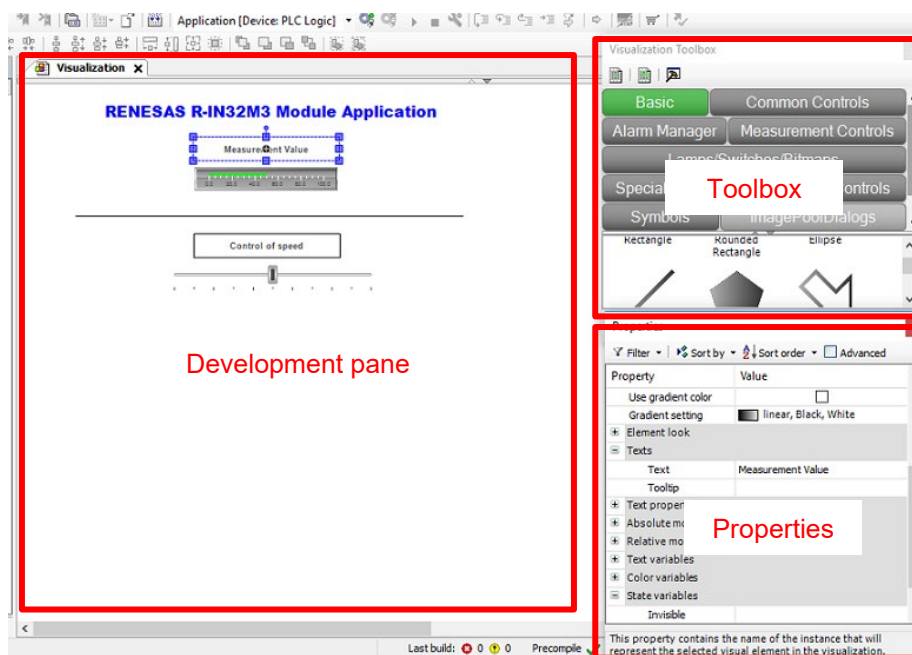 Application [Device: PLC Logic]
Visualization
RENESAS R-IN32M3 Module Application
Measurement Value
0.0 20.0 40.0 60.0 80.0 100.0
Control of speed
Development pane
Visualization Toolbox
Basic
Common Controls
Alarm Manager
Measurement Controls
Lamps/Switches/Bitmaps
Special
Toolbox
ontrols
Symbols
ImagePoolDialogs
Rectangle
Rounded
Rectangle
Ellipse
Properties
Filter
Sort by
Sort order
Advanced
Property
Value
Use gradient color
Gradient setting
linear, Black, White
Element look
Texts
Text
Measurement Value
Tooltip
Text proper
Absolute mo
Properties
Relative mo
Text variables
Color variables
State variables
Invisible
This property contains the name of the instance that will
represent the selected visual element in the visualization.
Last build: 0 0 Precompile